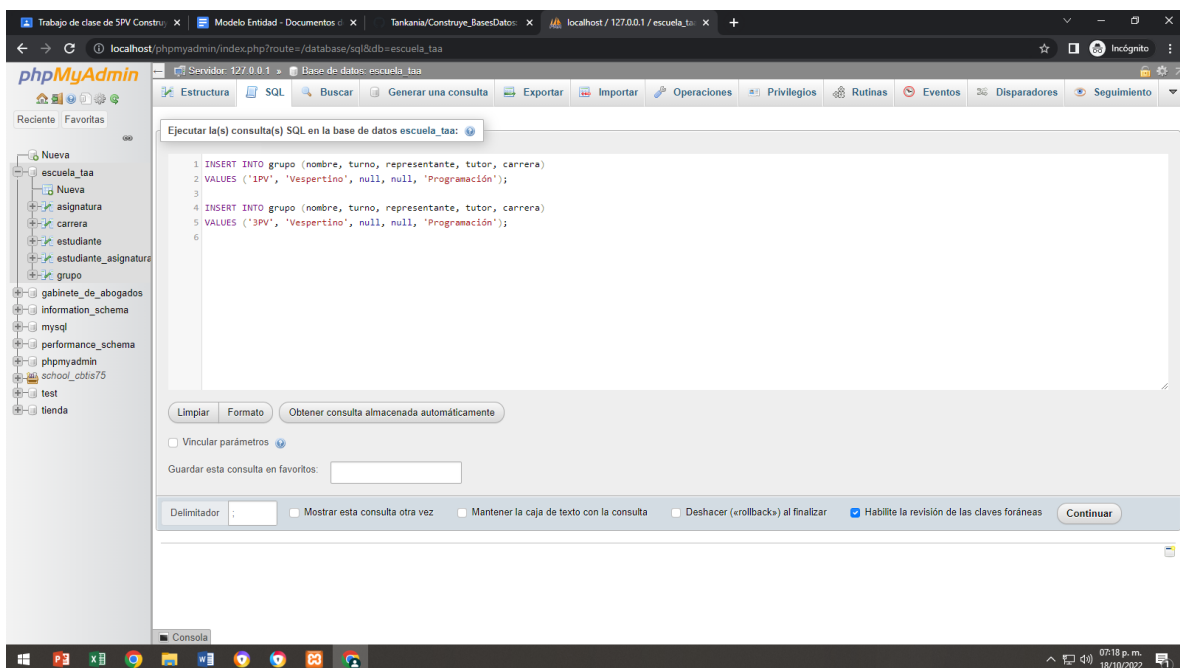 Trabajo de clase de 5PV Constru
Modelo Entidad - Documentos d
Tankania/Construye_BasesDatos
localhost / 127.0.0.1 / escuela_ta
localhost/phpmyadmin/index.php?route=/database/sql&db=escuela_taa
Incógnito
phpMyAdmin
Reciente Favoritas
Nueva
escuela_taa
Nueva
asignatura
carrera
estudiante
estudiante_asignatura
grupo
gabinete_de_abogados
information_schema
mysql
performance_schema
phpmyadmin
school_cbtis75
test
tienda
Servidor: 127.0.0.1 » Base de datos: escuela_taa
Estructura SQL Buscar Generar una consulta Exportar Importar Operaciones Privilegios Rutinas Eventos Disparadores Seguimiento
Ejecutar la(s) consulta(s) SQL en la base de datos escuela_taa:
1 INSERT INTO grupo (nombre, turno, representante, tutor, carrera)
2 VALUES ('1PV', 'Vespertino', null, null, 'Programación');
3
4 INSERT INTO grupo (nombre, turno, representante, tutor, carrera)
5 VALUES ('3PV', 'Vespertino', null, null, 'Programación');
6
Limpiar Formato Obtener consulta almacenada automáticamente
Vincular parámetros
Guardar esta consulta en favoritos:
Delimitador ; Mostrar esta consulta otra vez Mantener la caja de texto con la consulta Deshacer («rollback») al finalizar Habilite la revisión de las claves foráneas Continuar
Consola
07:18 p. m.
18/10/2022